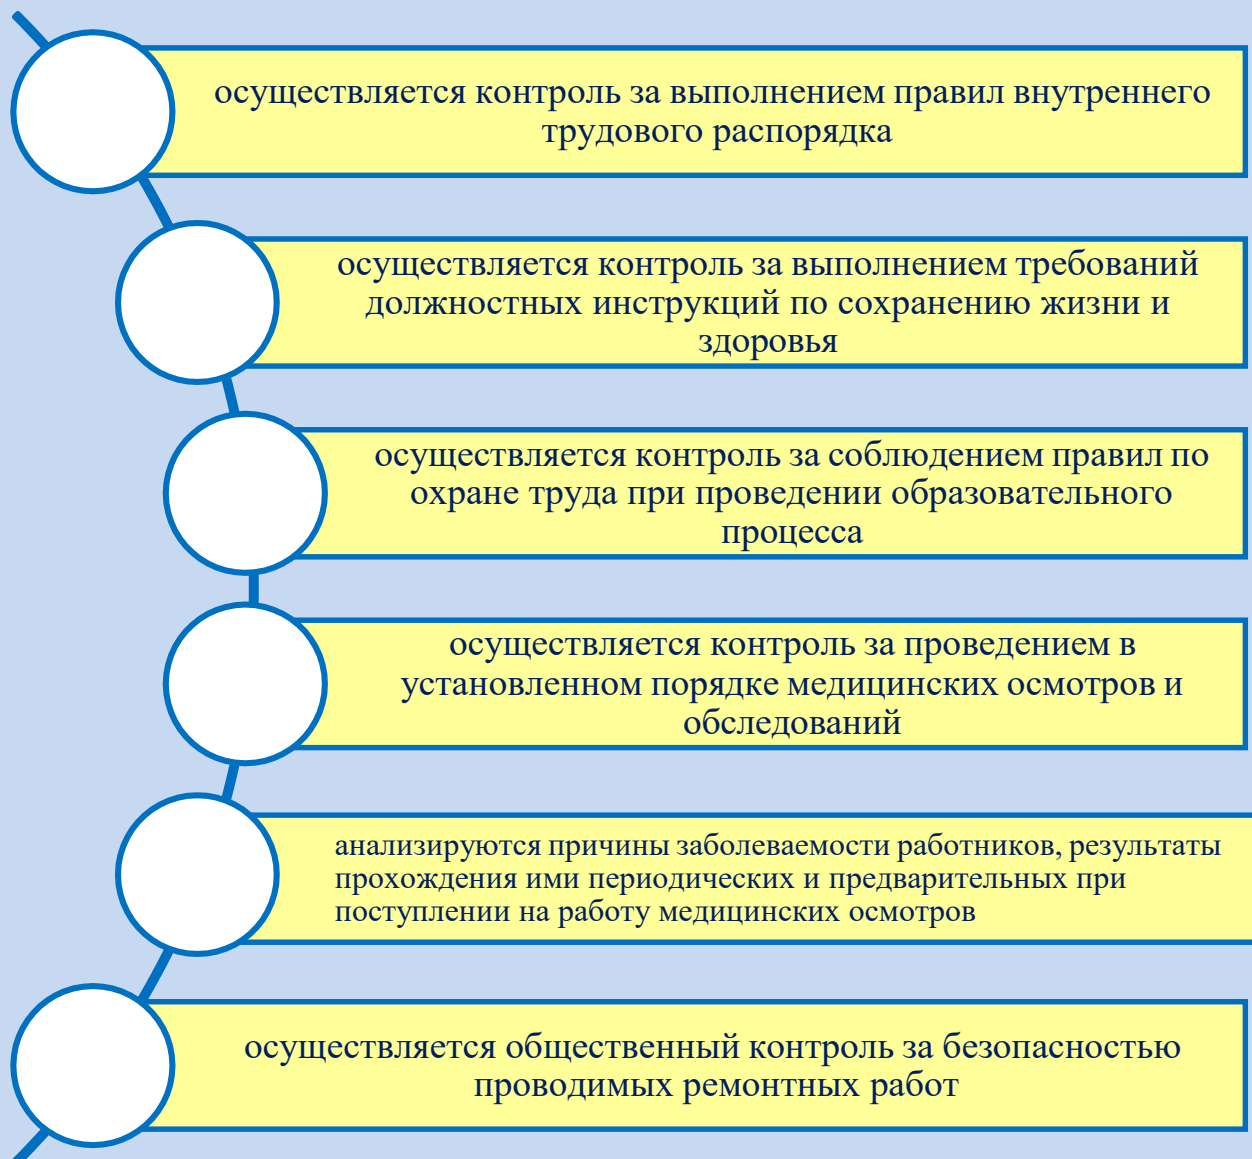 осуществляется контроль за выполнением правил внутреннего
трудового распорядка
осуществляется контроль за выполнением требований
должностных инструкций по сохранению жизни и
здоровья
осуществляется контроль за соблюдением правил по
охране труда при проведении образовательного
процесса
осуществляется контроль за проведением в
установленном порядке медицинских осмотров и
обследований
анализируются причины заболеваемости работников, результаты
прохождения ими периодических и предварительных при
поступлении на работу медицинских осмотров
осуществляется общественный контроль за безопасностью
проводимых ремонтных работ